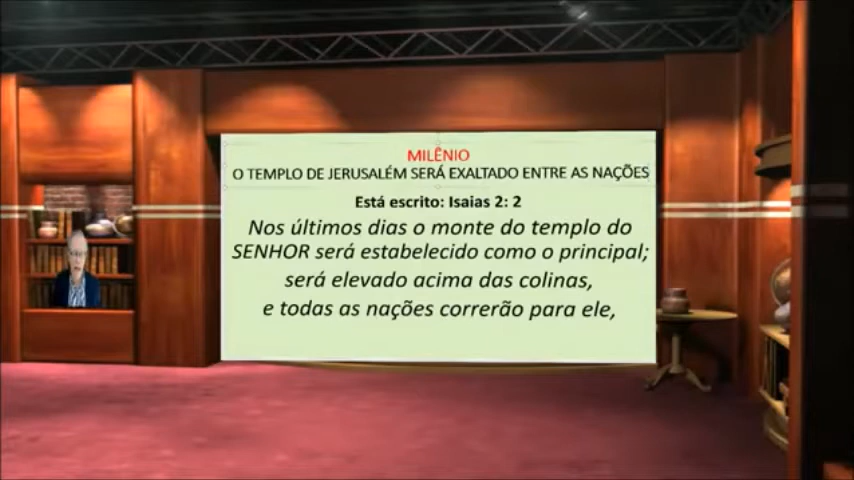 MILÊNIO
O TEMPLO DE JERUSALÉM SERÁ EXALTADO ENTRE AS NAÇÕES
Está escrito: Isaias 2: 2
Nos últimos dias o monte do templo do
SENHOR será estabelecido como o principal;
será elevado acima das colinas,
e todas as nações correrão para ele,